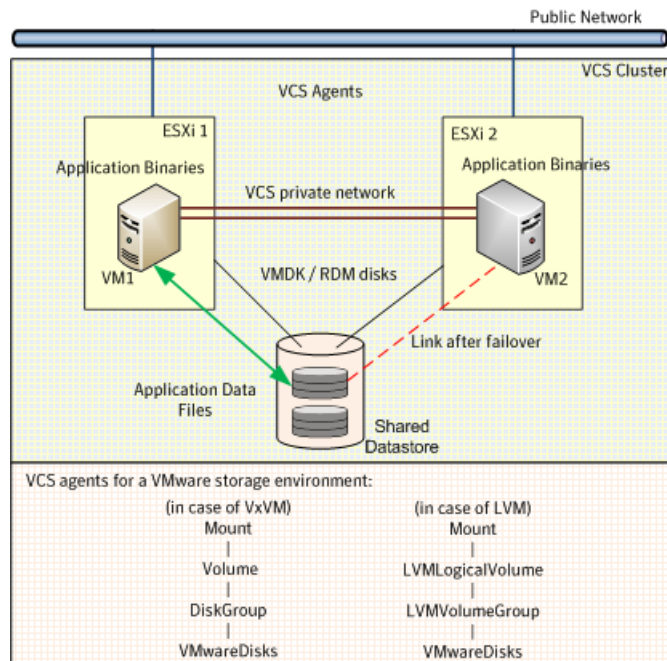 Public Network
VCS Cluster
VCS Agents
ESXi 1
ESXi 2
Application Binaries
Application Binaries
VCS private network
VM1
VMDK / RDM disks
VM2
Link after failover
Application Data
Files
Shared
Datastore
VCS agents for a VMware storage environment:
(in case of VxVM)
Mount
|
Volume
|
DiskGroup
|
VMwareDisks
(in case of LVM)
Mount
|
LVMLogicalVolume
|
LVMVolumeGroup
|
VMwareDisks